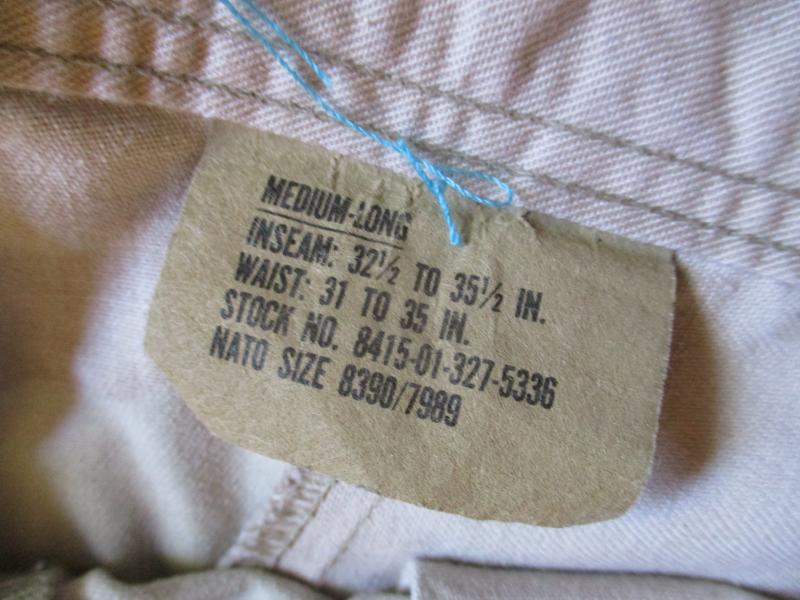 MEDIUM-LONG
INSEAM: 32½ TO 35½ IN.
WAIST: 31 TO 35 IN.
STOCK NO. 8415-01-327-5336
NATO SIZE 8390/7989